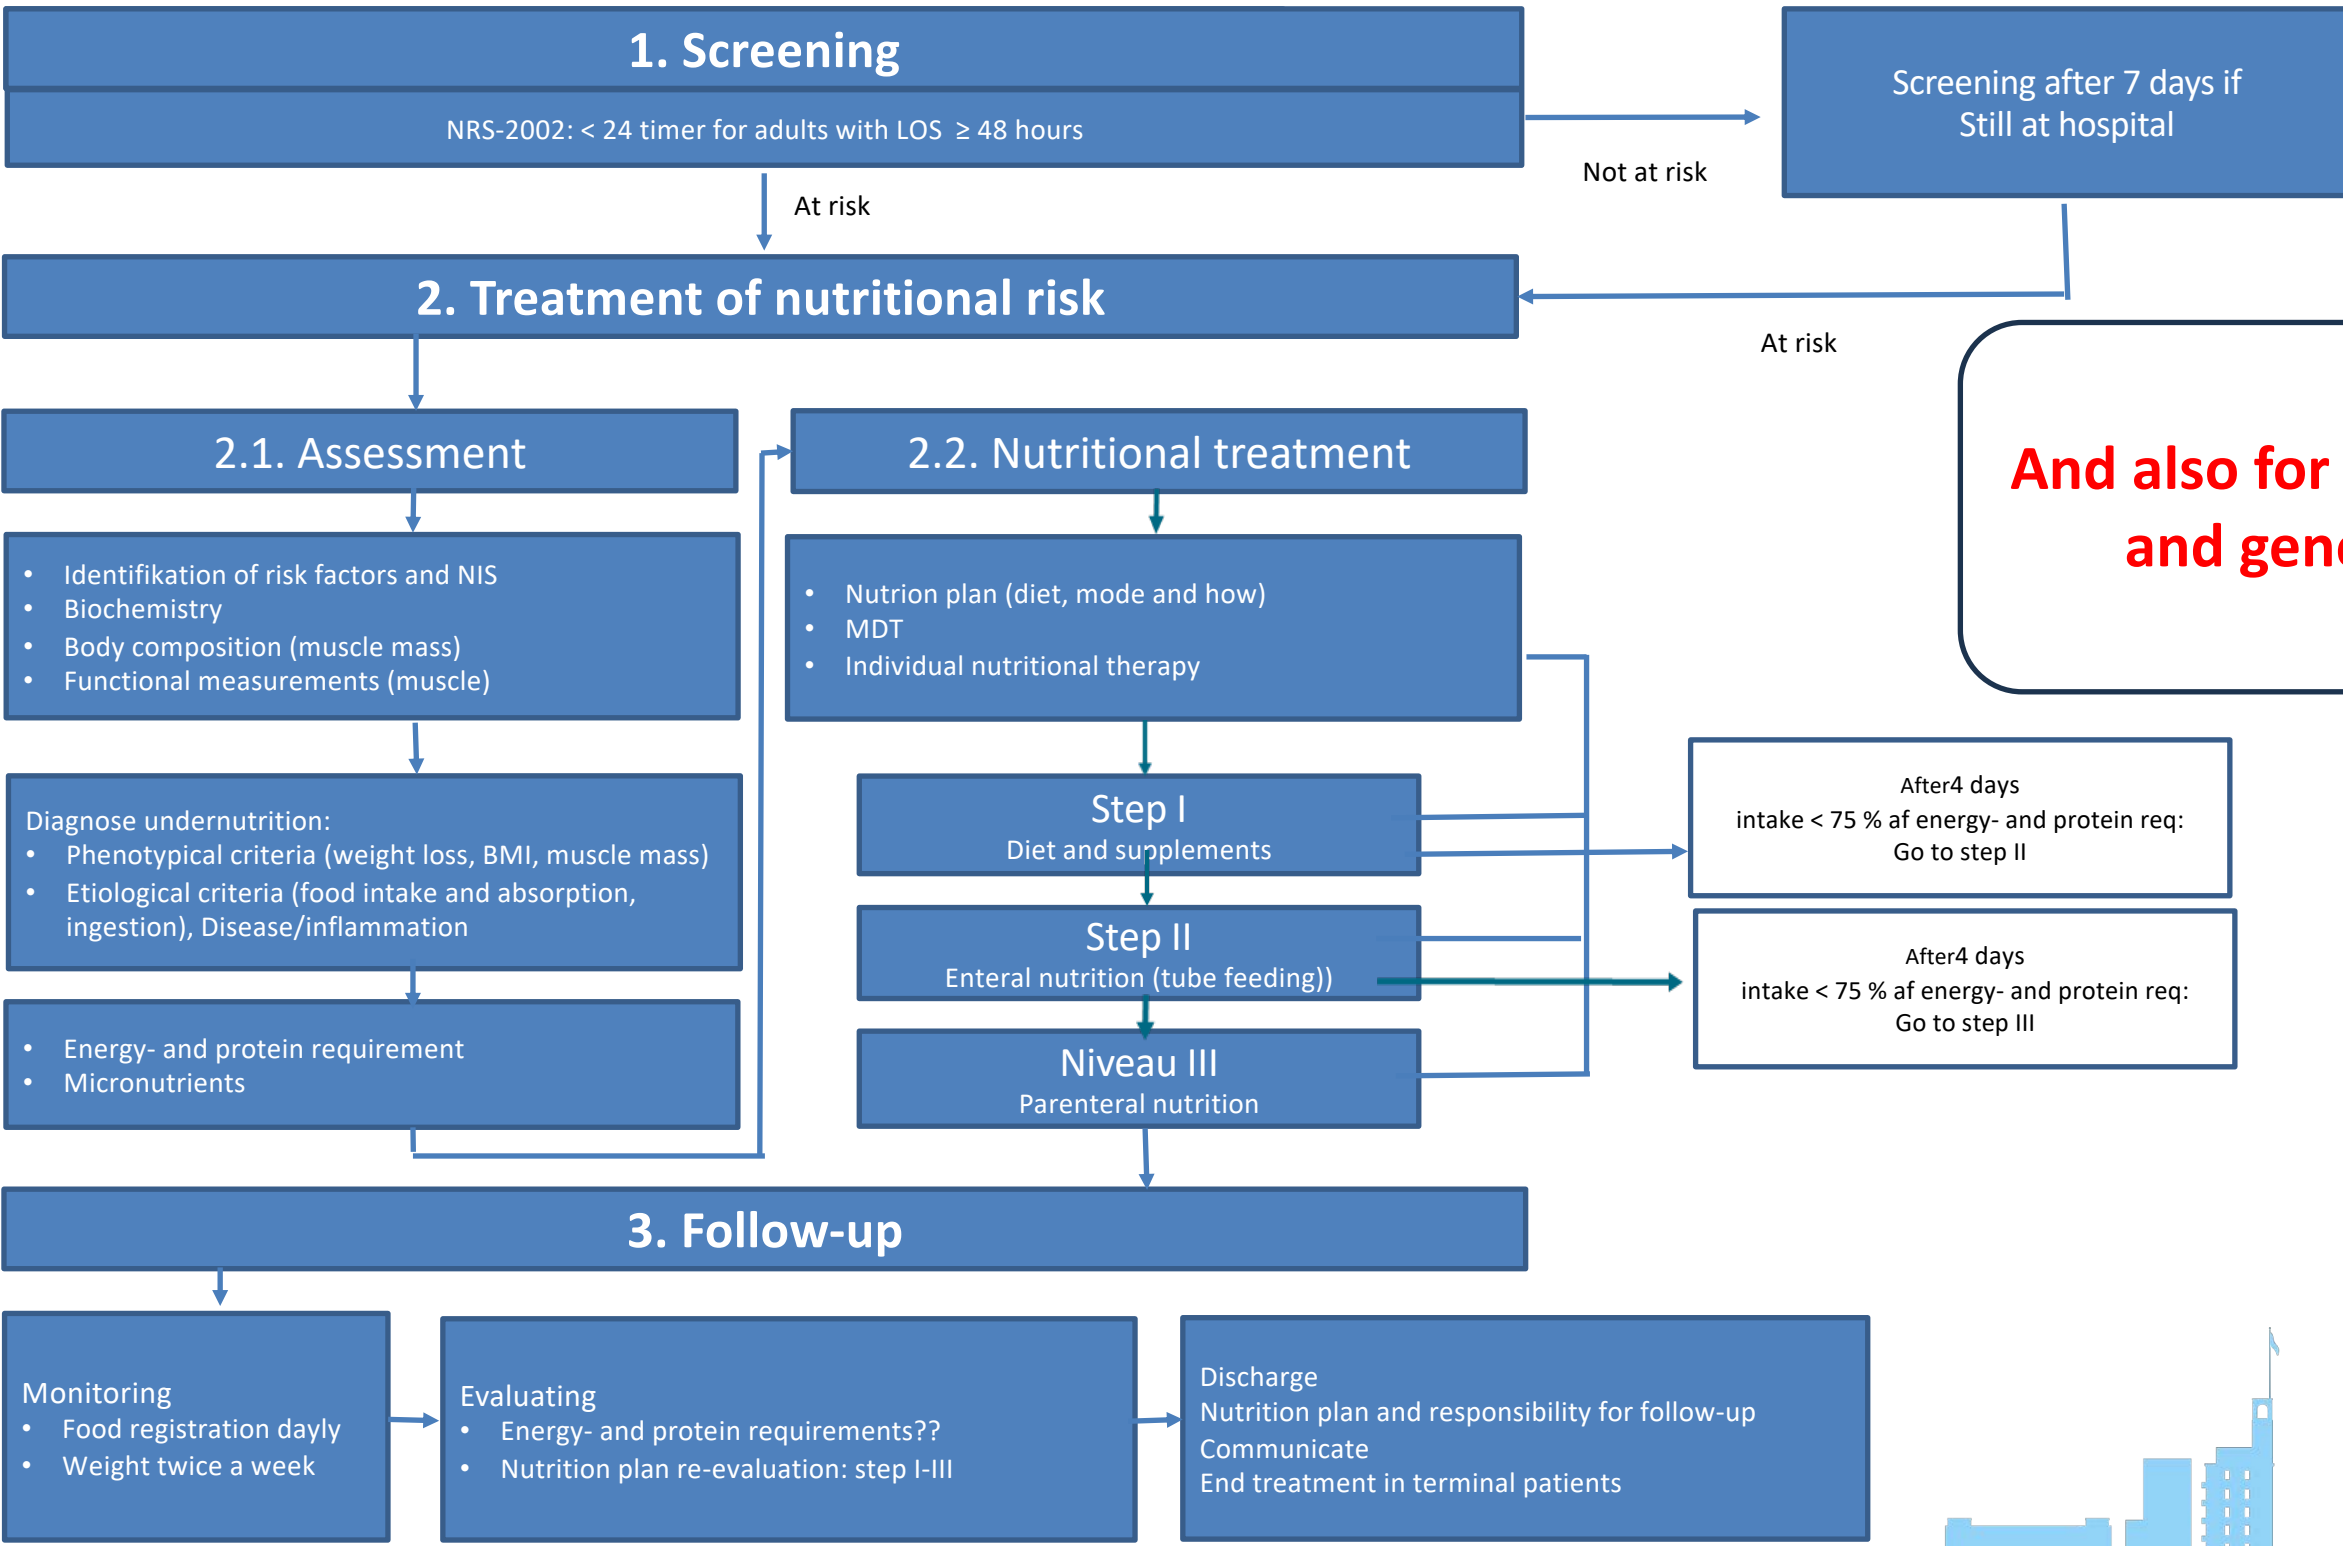 1. Screening
NRS-2002: < 24 timer for adults with LOS ≥ 48 hours
Screening after 7 days if
Still at hospital
Not at risk
At risk
2. Treatment of nutritional risk
At risk
And also for
and gene
2.1. Assessment
• Identifikation of risk factors and NIS
• Biochemistry
• Body composition (muscle mass)
• Functional measurements (muscle)
Diagnose undernutrition:
• Phenotypical criteria (weight loss, BMI, muscle mass)
• Etiological criteria (food intake and absorption,
ingestion), Disease/inflammation
• Energy- and protein requirement
• Micronutrients
2.2. Nutritional treatment
• Nutrion plan (diet, mode and how)
• MDT
• Individual nutritional therapy
Step I
Diet and supplements
After4 days
intake < 75 % af energy- and protein req:
Go to step II
Step II
Enteral nutrition (tube feeding))
After4 days
intake < 75 % af energy- and protein req:
Go to step III
Niveau III
Parenteral nutrition
3. Follow-up
Monitoring
• Food registration dayly
• Weight twice a week
Evaluating
• Energy- and protein requirements??
• Nutrition plan re-evaluation: step I-III
Discharge
Nutrition plan and responsibility for follow-up
Communicate
End treatment in terminal patients